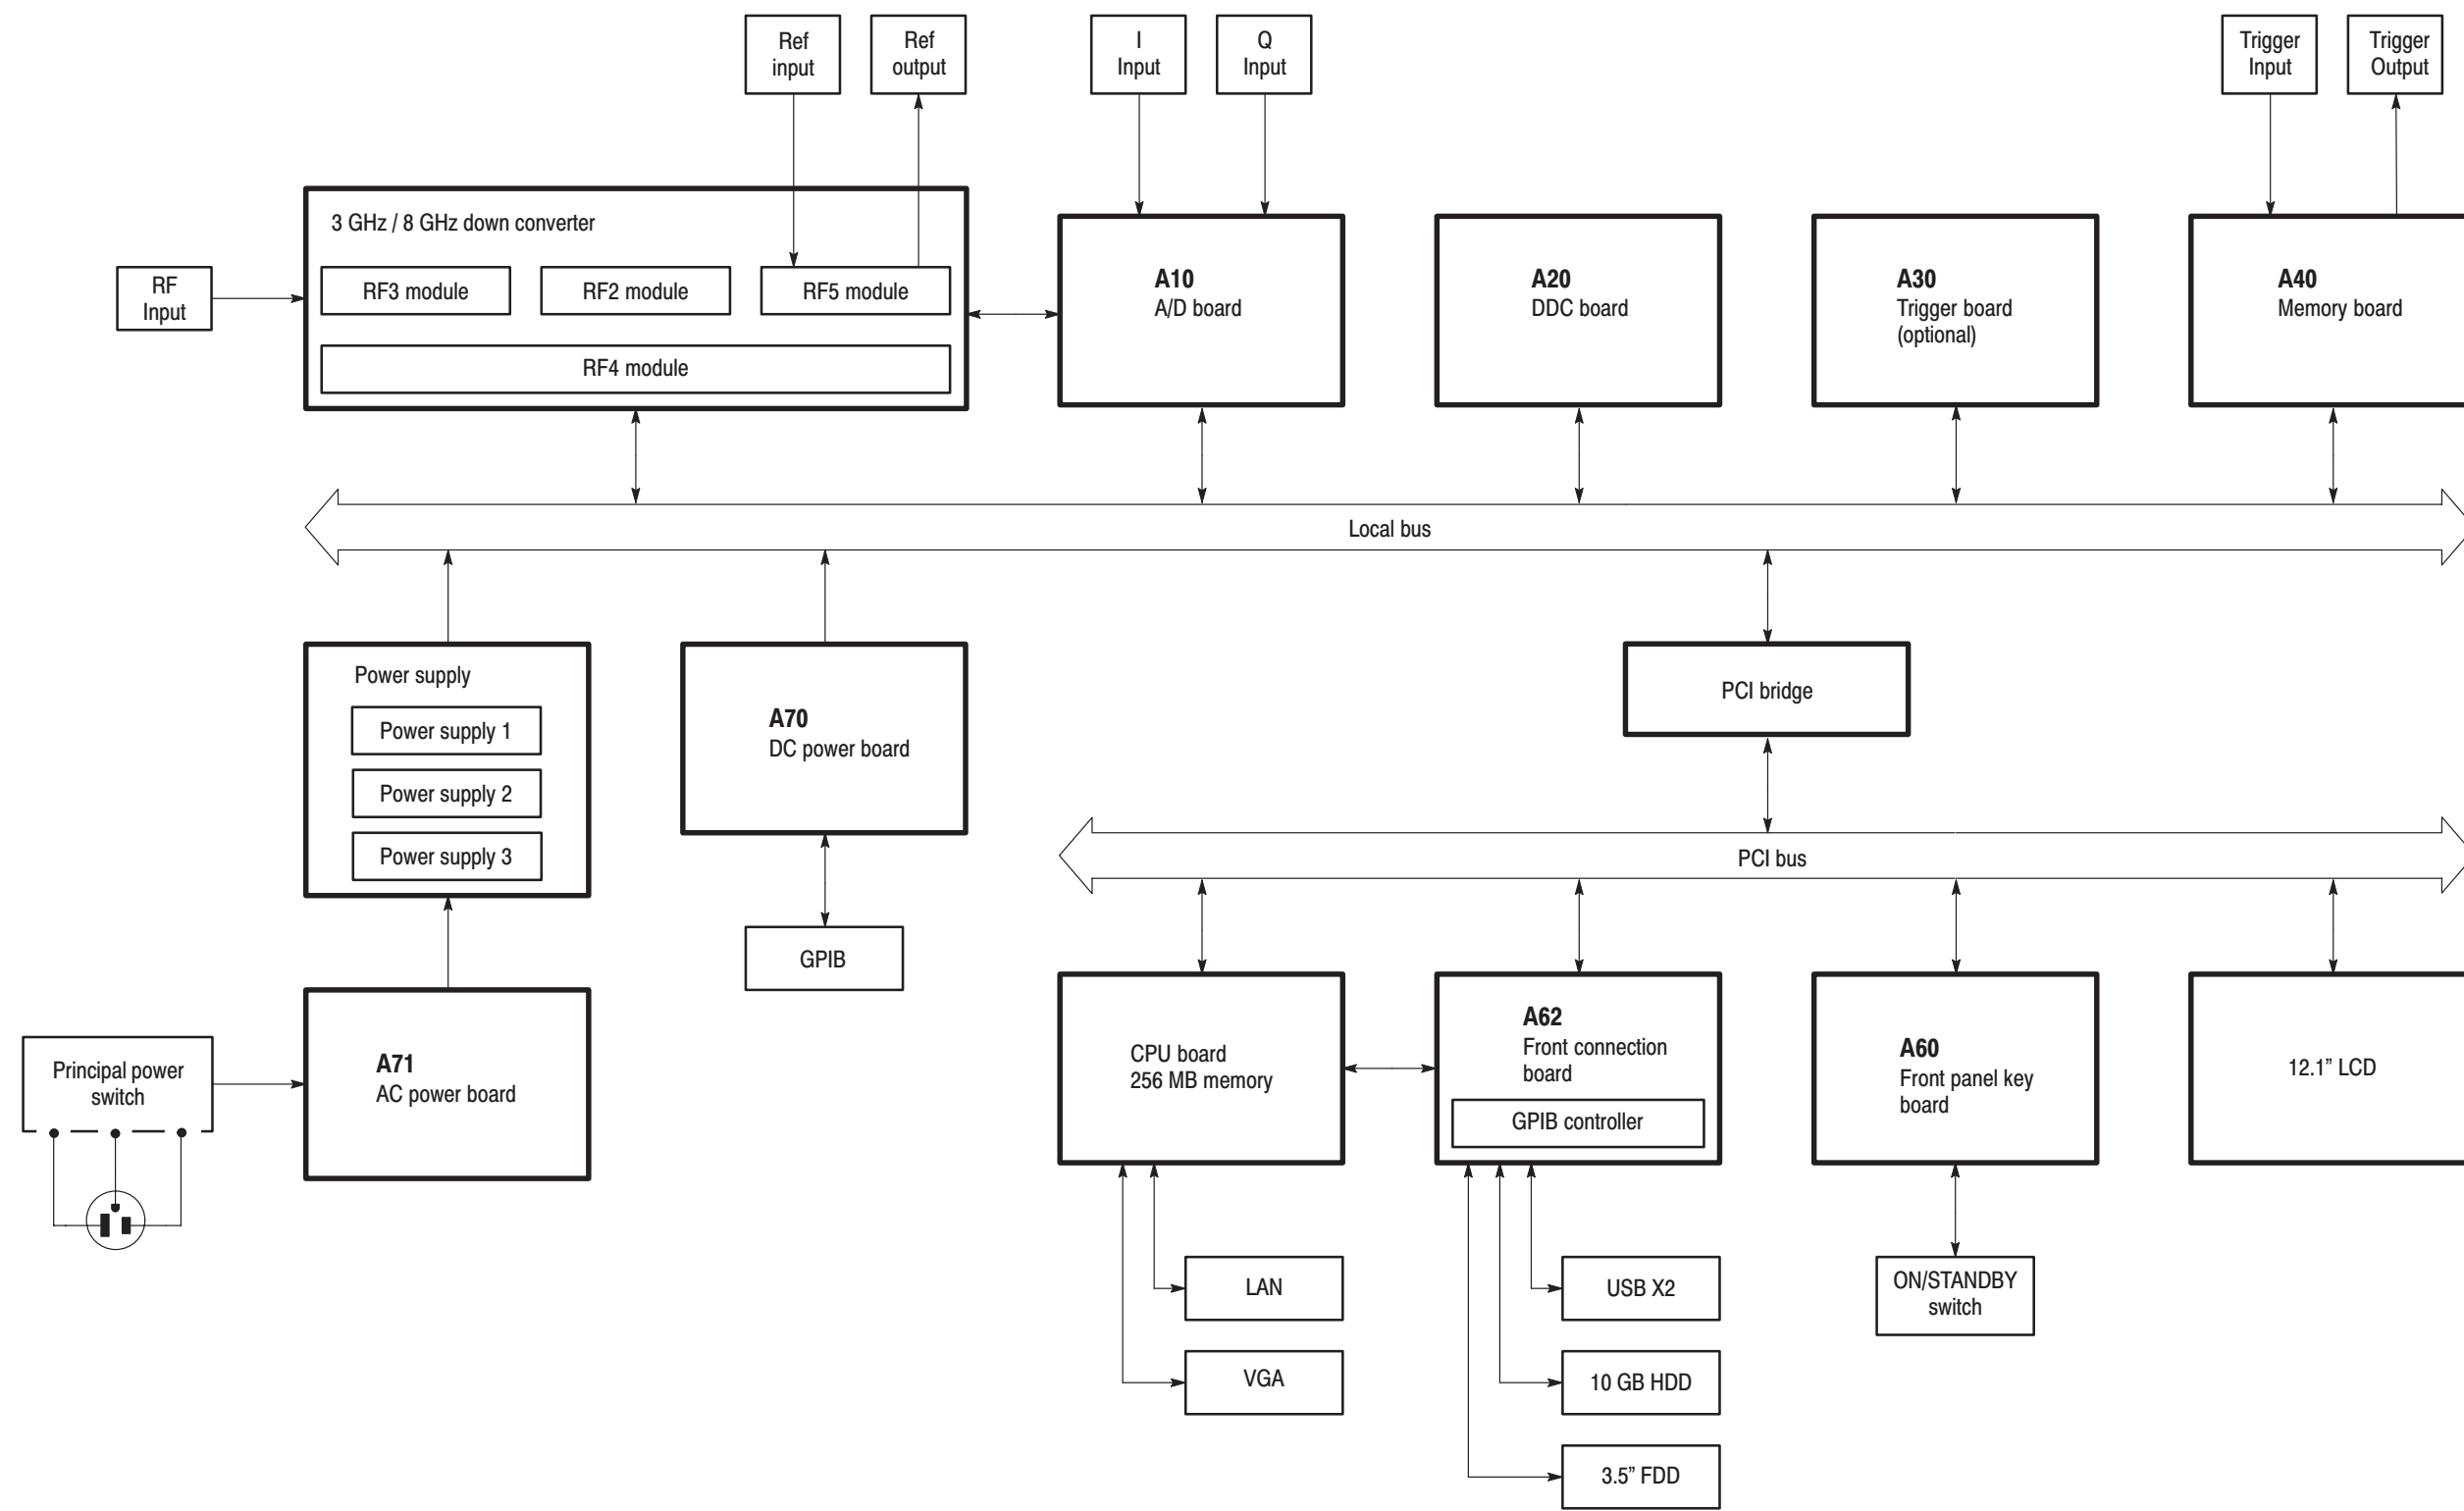 Ref
input
Ref
output
I
Input
Q
Input
Trigger
Input
Trigger
Output
3 GHz / 8 GHz down converter
RF
Input
RF3 module
RF2 module
RF5 module
RF4 module
A10
A/D board
A20
DDC board
A30
Trigger board
(optional)
A40
Memory board
Local bus
Power supply
Power supply 1
Power supply 2
Power supply 3
A70
DC power board
PCI bridge
PCI bus
GPIB
Principal power
switch
A71
AC power board
CPU board
256 MB memory
A62
Front connection
board
GPIB controller
A60
Front panel key
board
12.1” LCD
LAN
VGA
USB X2
10 GB HDD
3.5” FDD
ON/STANDBY
switch